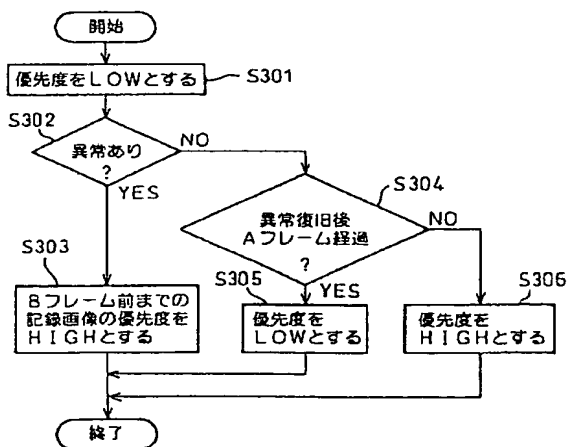 開始
優先度をLOWとする
S301
S302
異常あり
?
NO
YES
S304
異常復旧後
Aフレーム経過
?
NO
YES
S303
Bフレーム前までの
記録画像の優先度を
HIGHとする
S305
優先度を
LOWとする
S306
優先度を
HIGHとする
終了